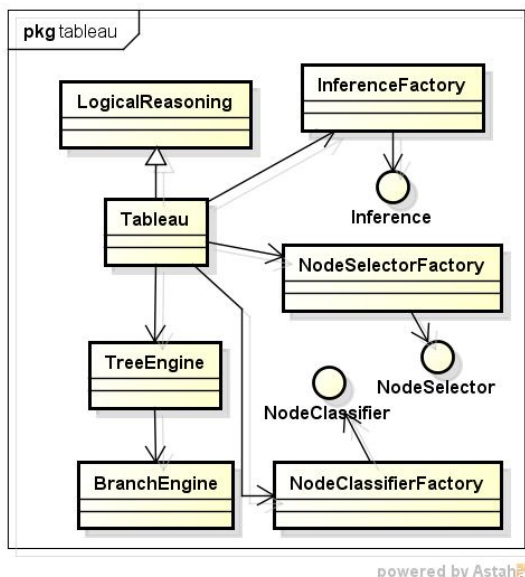 pkg tableau
LogicalReasoning
InferenceFactory
Inference
Tableau
NodeSelectorFactory
NodeSelector
TreeEngine
NodeClassifier
BranchEngine
NodeClassifierFactory
powered by Astah